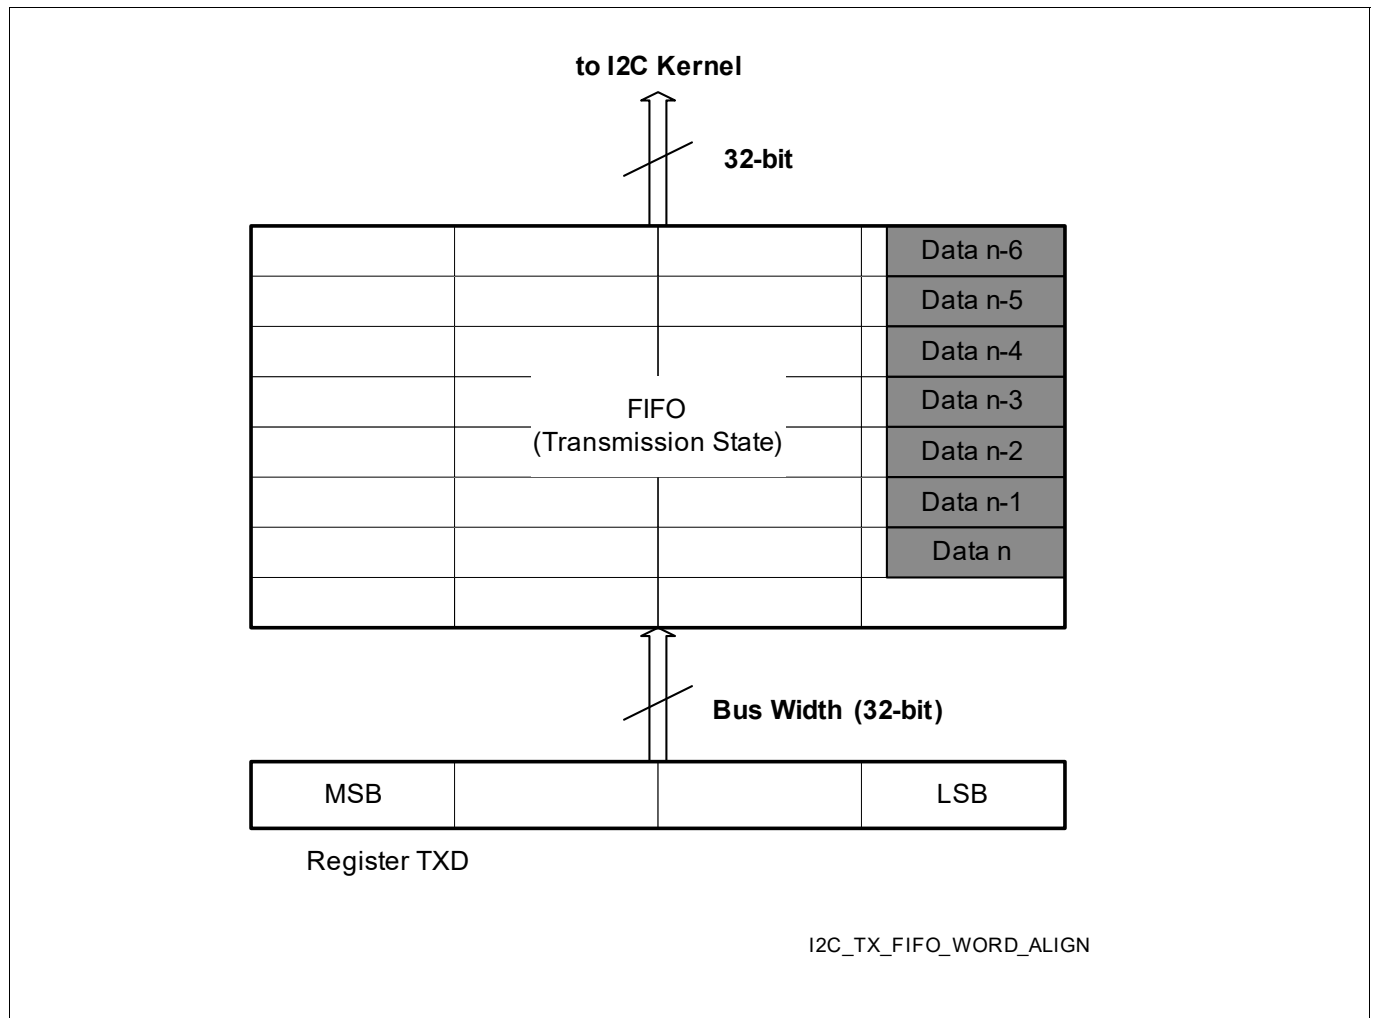 to I2C Kernel
32-bit
Data n-6
Data n-5
Data n-4
Data n-3
FIFO
(Transmission State)
Data n-2
Data n-1
Data n
Bus Width (32-bit)
MSB
LSB
Register TXD
I2C_TX_FIFO_WORD_ALIGN